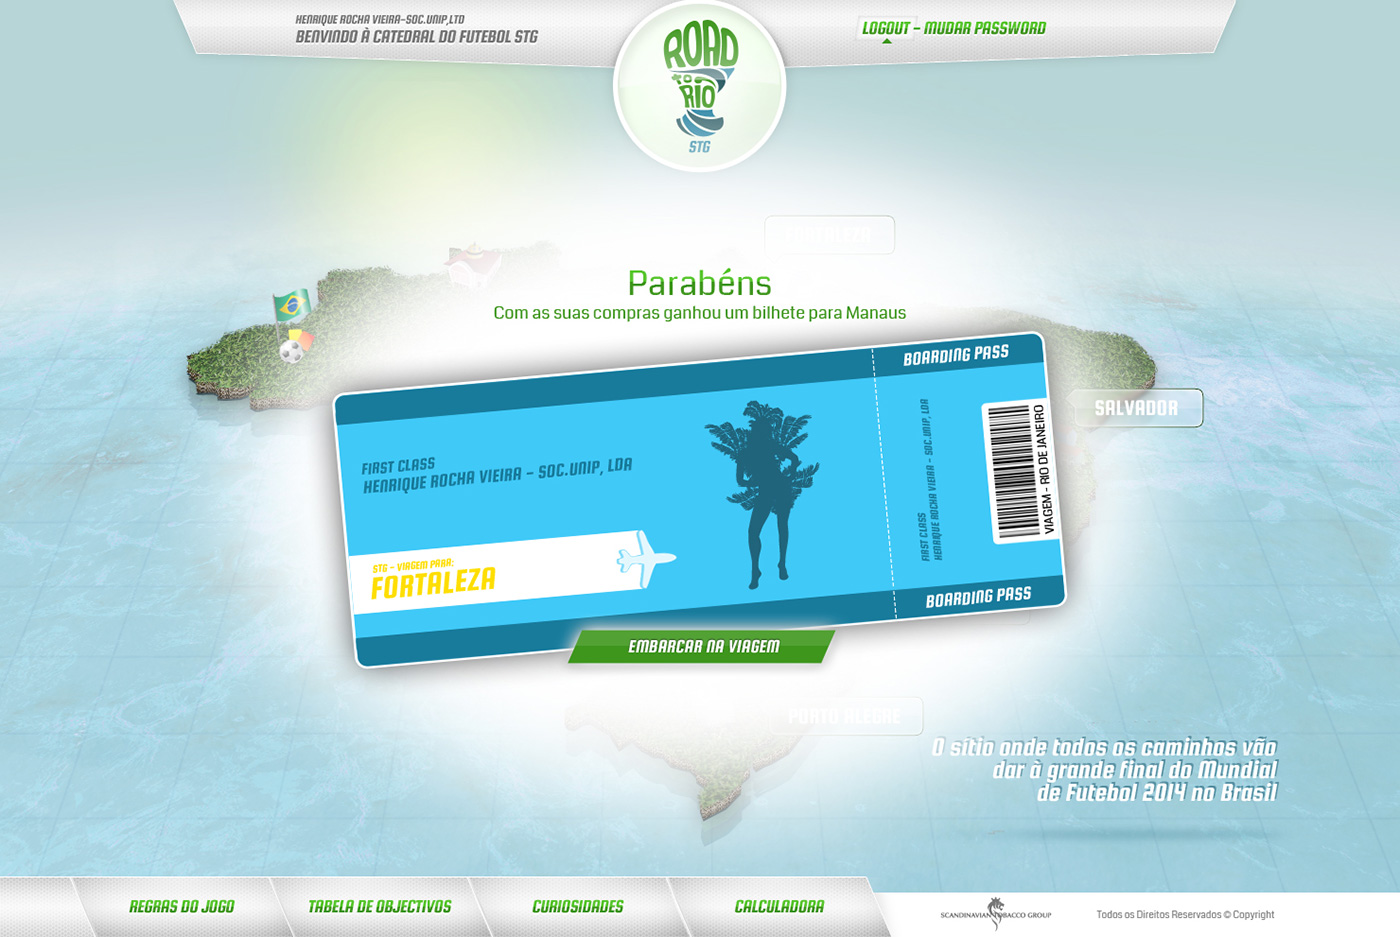 HENRIQUE ROCHA VIEIRA-SOC.UNIP,LTD
BENVINDO À CATEDRAL DO FUTEBOL STG
LOGOUT - MUDAR PASSWORD
ROAD
TO
RIO
STG
FORTALEZA
Parabéns
Com as suas compras ganhou um bilhete para Manaus
BOARDING PASS
SALVADOR
FIRST CLASS
HENRIQUE ROCHA VIEIRA - SOC.UNIP, LDA
FIRST CLASS
HENRIQUE ROCHA VIEIRA - SOC.UNIP, LDA
VIAGEM - RIO DE JANEIRO
STG - VIAGEM PARA:
FORTALEZA
BOARDING PASS
EMBARCAR NA VIAGEM
PORTO ALEGRE
O sítio onde todos os caminhos vão
dar à grande final do Mundial
de Futebol 2014 no Brasil
REGRAS DO JOGO
TABELA DE OBJECTIVOS
CURIOSIDADES
CALCULADORA
SCANDINAVIAN TOBACCO GROUP
Todos os Direitos Reservados © Copyright